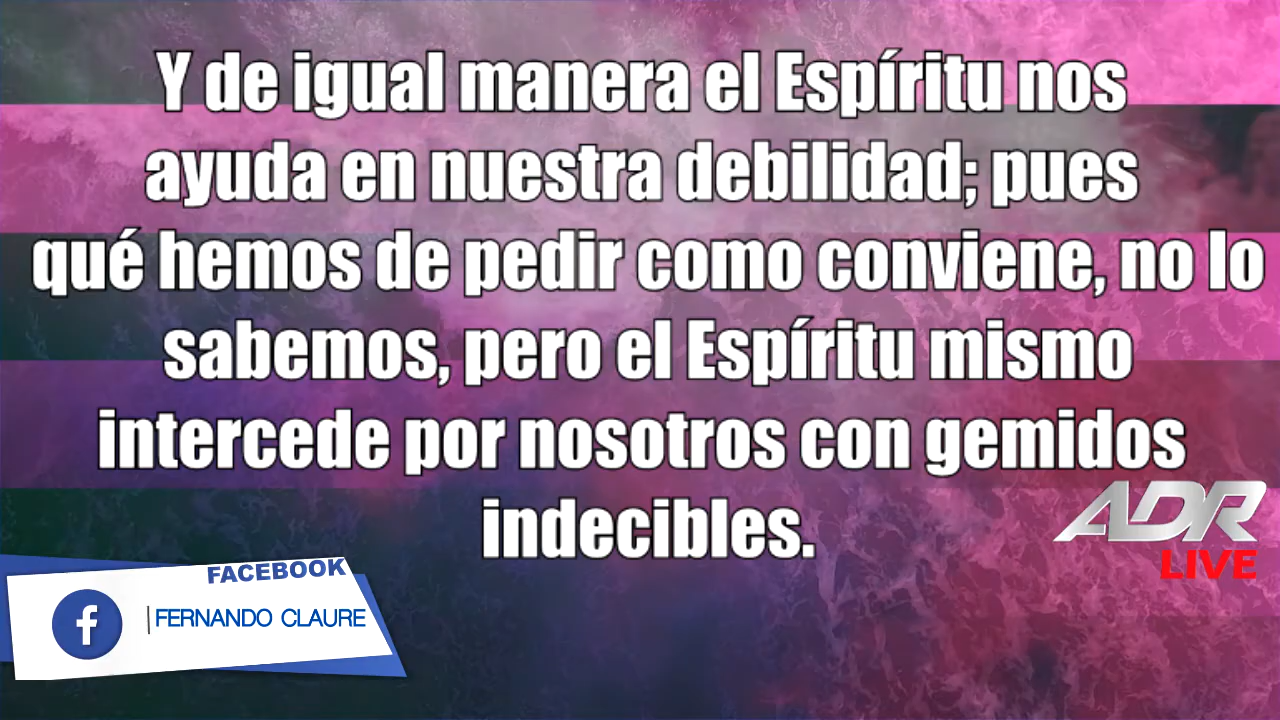 Y de igual manera el Espíritu nos
ayuda en nuestra debilidad; pues
qué hemos de pedir como conviene, no lo
sabemos, pero el Espíritu mismo
intercede por nosotros con gemidos
indecibles.
ADR
LIVE
FACEBOOK
FERNANDO CLAURE